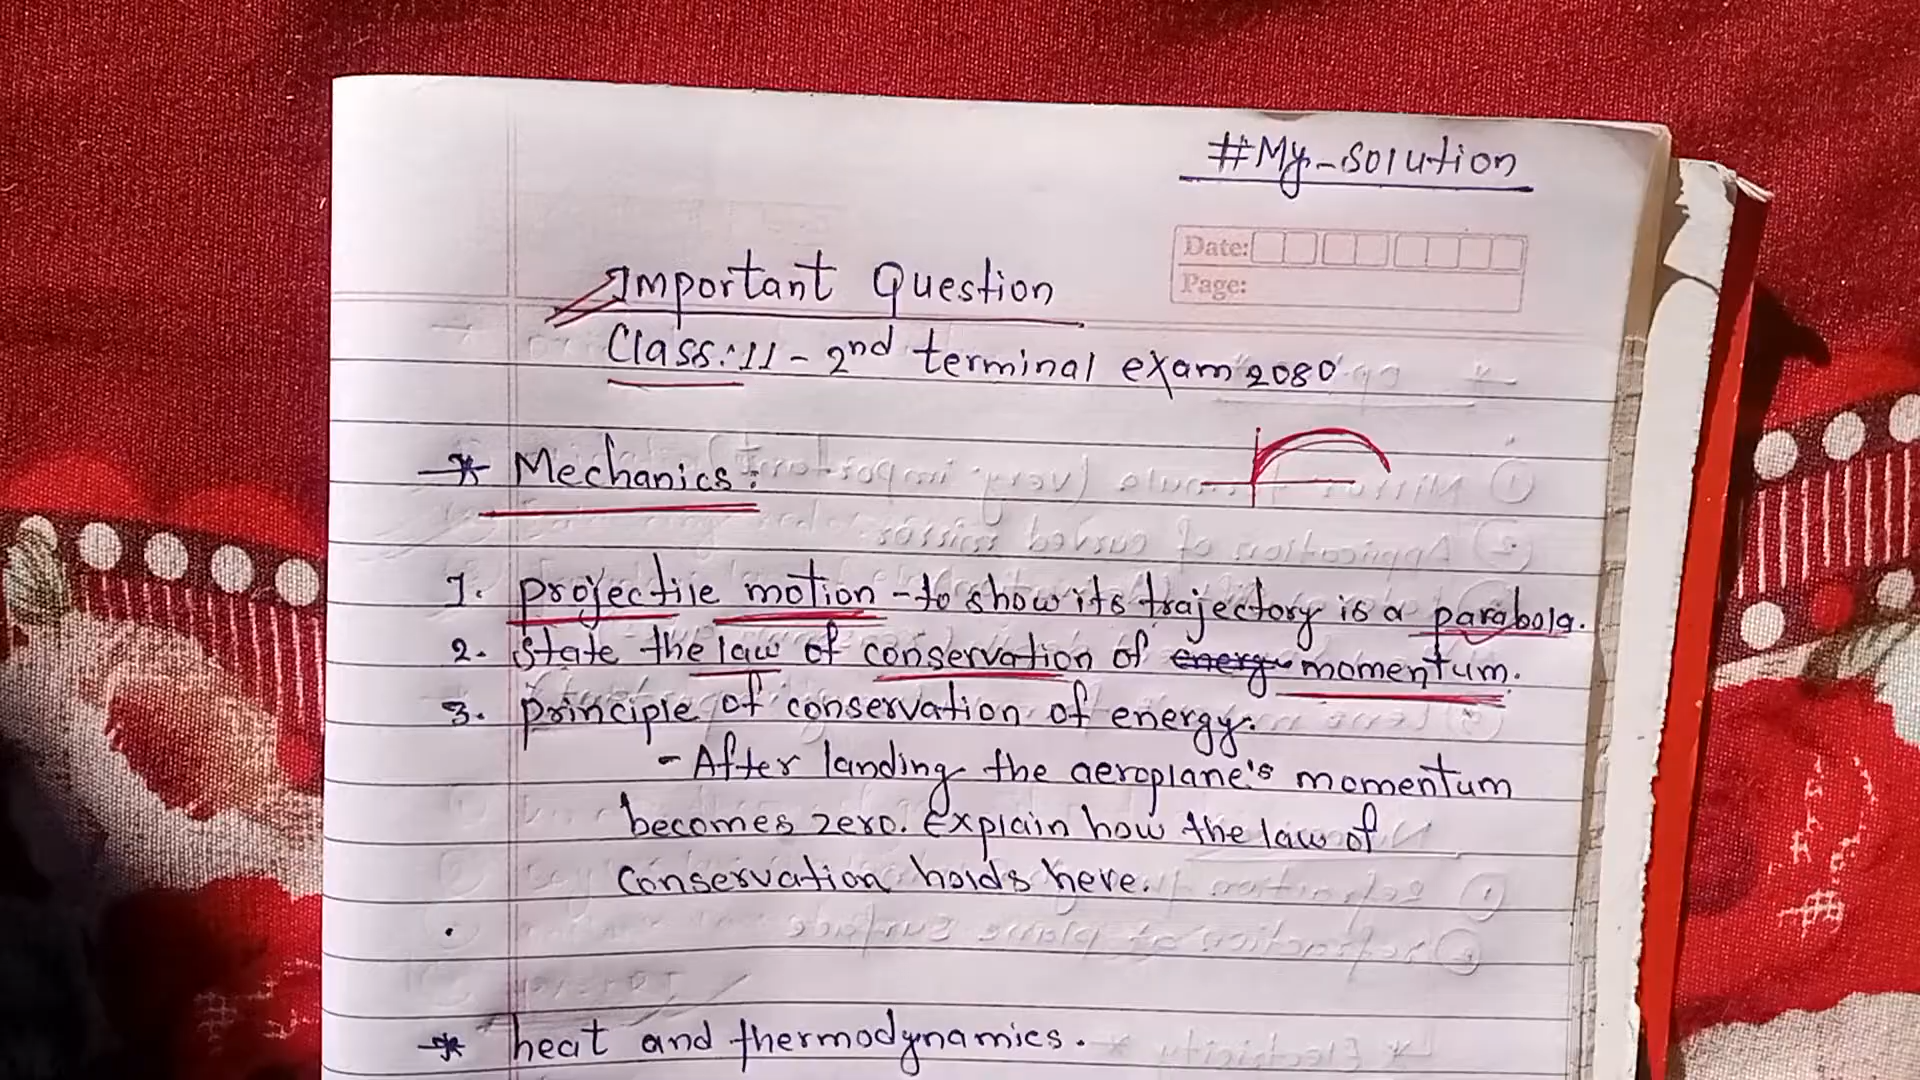 #My-solution
Date:
Page:
Important Question
Class:11 - 2nd terminal exam 2080
* Mechanics:
1. projectile motion - to show its trajectory is a parabola.
2. state the law of conservation of energy momentum.
3. principle of conservation of energy.
- After landing the aeroplane's momentum
becomes zero. Explain how the law of
conservation holds here.
* heat and thermodynamics.